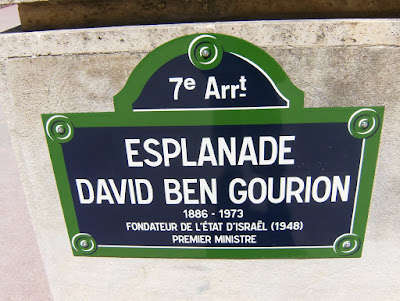 7e Arrt
ESPLANADE
DAVID BEN GOURION
1886 - 1973
FONDATEUR DE L'ÉTAT D'ISRAËL (1948)
PREMIER MINISTRE